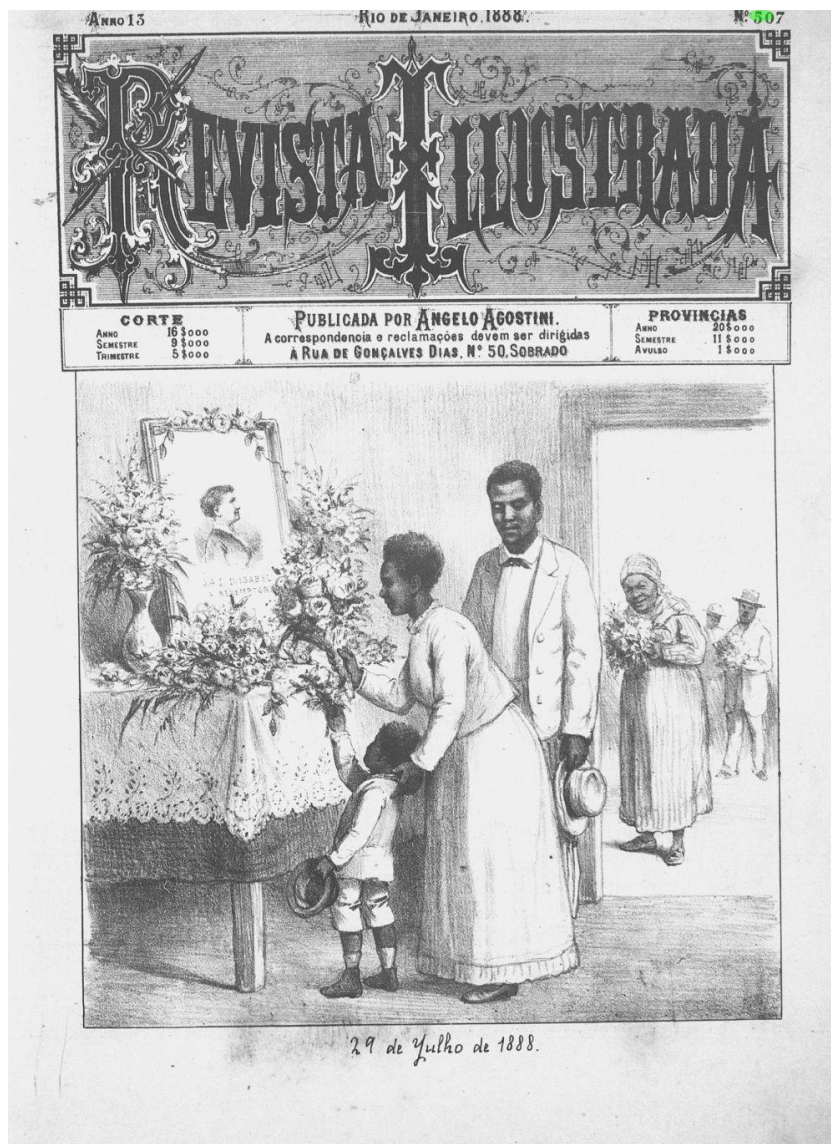 ANNO 13 RIO DE JANEIRO. 1888. Nº 507
REVISTA ILLUSTRADA
CORTE
ANNO 16$000
SEMESTRE 9$000
TRIMESTRE 5$000
PUBLICADA POR ANGELO AGOSTINI.
A correspondencia e reclamações devem ser dirigidas
À RUA DE GONÇALVES DIAS, Nº 50, SOBRADO
PROVINCIAS
ANNO 20$000
SEMESTRE 11$000
AVULSO 1$000
D. ISABEL
A REDEMPTORA
29 de Julho de 1888.